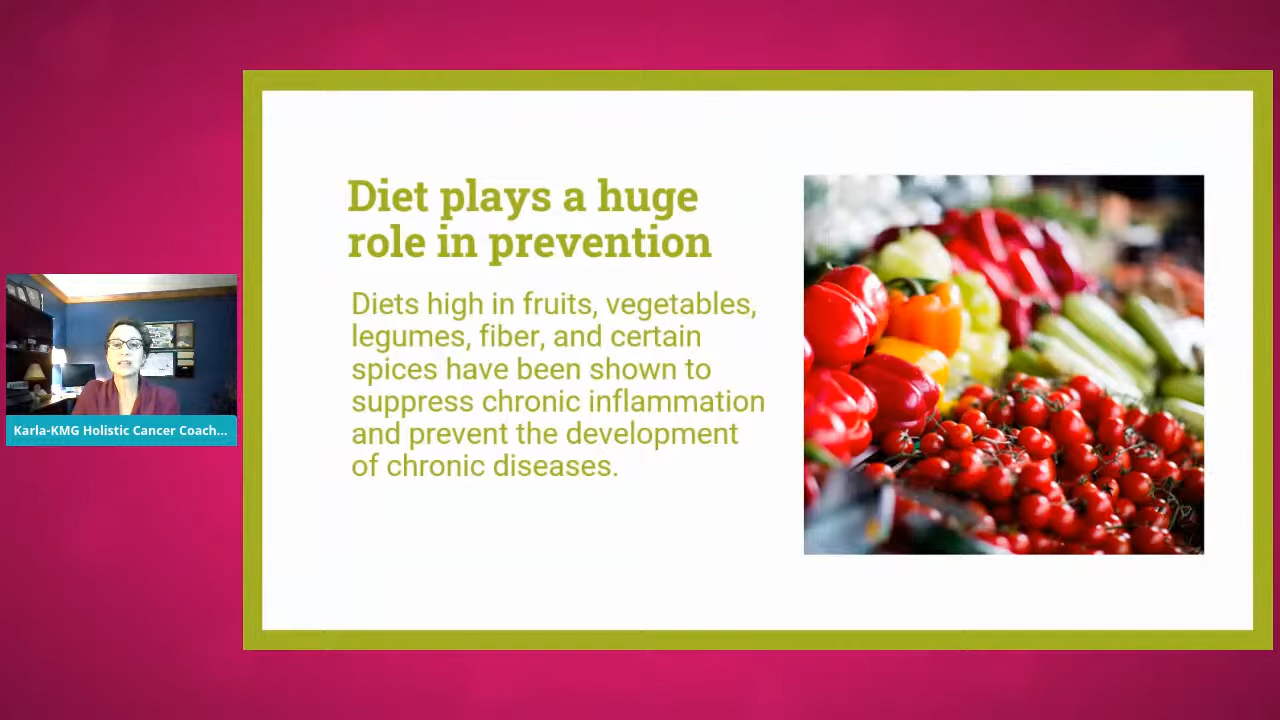 Diet plays a huge
role in prevention
Diets high in fruits, vegetables,
legumes, fiber, and certain
spices have been shown to
suppress chronic inflammation
and prevent the development
of chronic diseases.
Karla-KMG Holistic Cancer Coach...